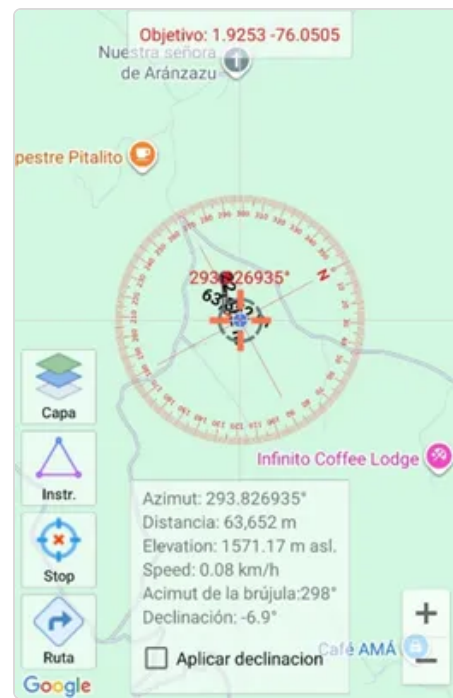 Objetivo: 1.9253 -76.0505
Nuestra señora
de Aránzazu
pestre Pitalito
293.826935°
N
Infinito Coffee Lodge
Capa
Instr.
Stop
Ruta
Azimut: 293.826935°
Distancia: 63,652 m
Elevation: 1571.17 m asl.
Speed: 0.08 km/h
Acimut de la brújula:298°
Declinación: -6.9°
Aplicar declinacion
Café AMÁ
+
−
Google